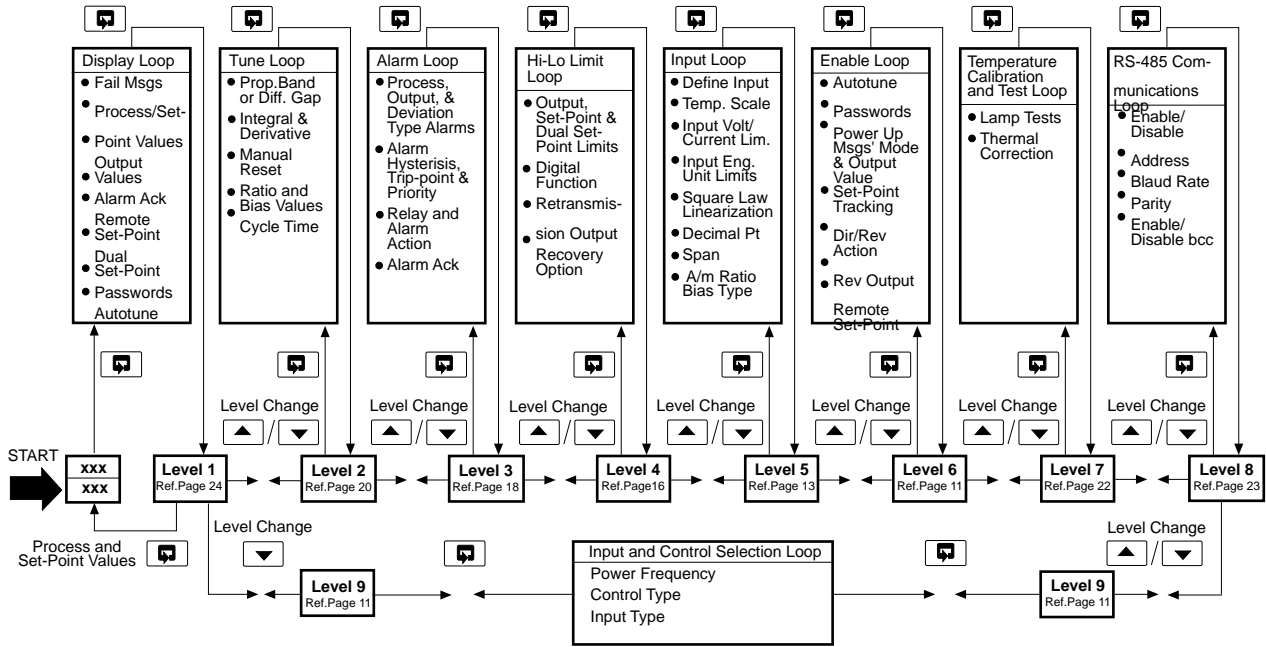 Display Loop
Fail Msgs
Process/Set-
Point Values
Output
Values
Alarm Ack
Remote
Set-Point
Dual
Set-Point
Passwords
Autotune
Tune Loop
Prop.Band
or Diff. Gap
Integral &
Derivative
Manual
Reset
Ratio and
Bias Values
Cycle Time
Alarm Loop
Process,
Output, &
Deviation
Type Alarms
Alarm
Hysterisis,
Trip-point &
Priority
Relay and
Alarm
Action
Alarm Ack
Hi-Lo Limit
Loop
Output,
Set-Point &
Dual Set-
Point Limits
Digital
Function
Retransmis-
sion Output
Recovery
Option
Input Loop
Define Input
Temp. Scale
Input Volt/
Current Lim.
Input Eng.
Unit Limits
Square Law
Linearization
Decimal Pt
Span
A/m Ratio
Bias Type
Enable Loop
Autotune
Passwords
Power Up
Msgs' Mode
& Output
Value
Set-Point
Tracking
Dir/Rev
Action
Rev Output
Remote
Set-Point
Temperature
Calibration
and Test Loop
Lamp Tests
Thermal
Correction
RS-485 Com-
munications
Loop
Enable/
Disable
Address
Blaud Rate
Parity
Enable/
Disable bcc
Level Change
/
Level Change
/
Level Change
/
Level Change
/
Level Change
/
Level Change
/
Level Change
/
START
xxx
xxx
Level 1
Ref.Page 24
Level 2
Ref.Page 20
Level 3
Ref.Page 18
Level 4
Ref.Page16
Level 5
Ref.Page 13
Level 6
Ref.Page 11
Level 7
Ref.Page 22
Level 8
Ref.Page 23
Process and
Set-Point Values
Level Change
Level 9
Ref.Page 11
Input and Control Selection Loop
Power Frequency
Control Type
Input Type
Level Change
/
Level 9
Ref.Page 11